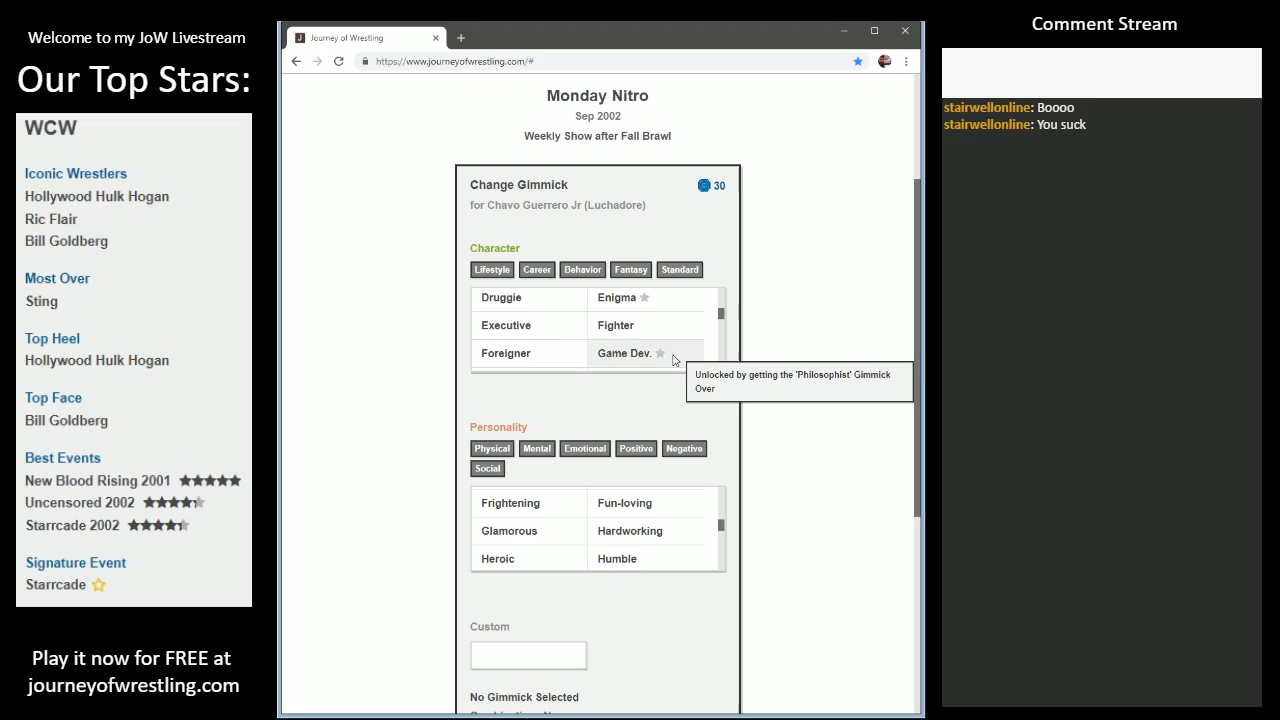 Welcome to my JoW Livestream
Our Top Stars:
WCW
Iconic Wrestlers
Hollywood Hulk Hogan
Ric Flair
Bill Goldberg
Most Over
Sting
Top Heel
Hollywood Hulk Hogan
Top Face
Bill Goldberg
Best Events
New Blood Rising 2001
Uncensored 2002
Starrcade 2002
Signature Event
Starrcade
Play it now for FREE at
journeyofwrestling.com
Journey of Wrestling
https://www.journeyofwrestling.com/#
Monday Nitro
Sep 2002
Weekly Show after Fall Brawl
Change Gimmick 30
for Chavo Guerrero Jr (Luchadore)
Character
Lifestyle Career Behavior Fantasy Standard
Druggie Enigma
Executive Fighter
Foreigner Game Dev.
Unlocked by getting the 'Philosophist' Gimmick
Over
Personality
Physical Mental Emotional Positive Negative
Social
Frightening Fun-loving
Glamorous Hardworking
Heroic Humble
Custom
No Gimmick Selected
Comment Stream
stairwellonline: Boooo
stairwellonline: You suck